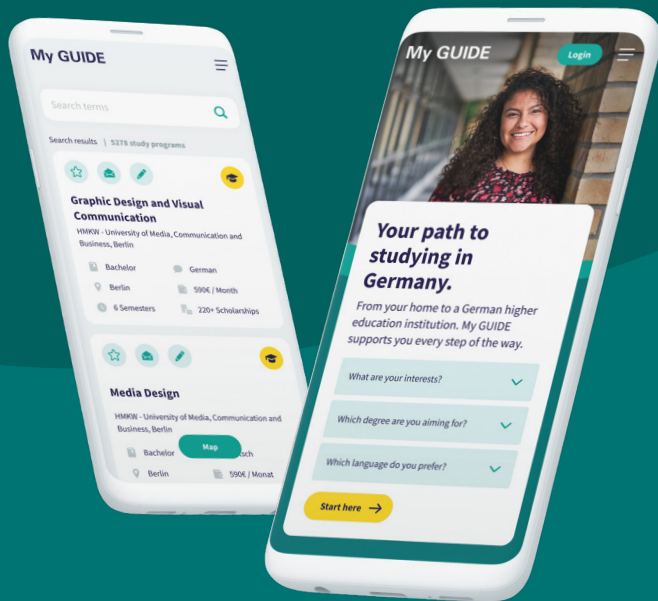 My GUIDE
Search terms
Search results | 5278 study programs
Graphic Design and Visual
Communication
HMKW - University of Media, Communication and
Business, Berlin
Bachelor
German
Berlin
590€ / Month
6 Semesters
220+ Scholarships
Media Design
HMKW - University of Media, Communication and
Business, Berlin
Bachelor
tsch
Map
Berlin
590€ / Monat
My GUIDE
Login
Your path to
studying in
Germany.
From your home to a German higher
education institution. My GUIDE
supports you every step of the way.
What are your interests?
Which degree are you aiming for?
Which language do you prefer?
Start here